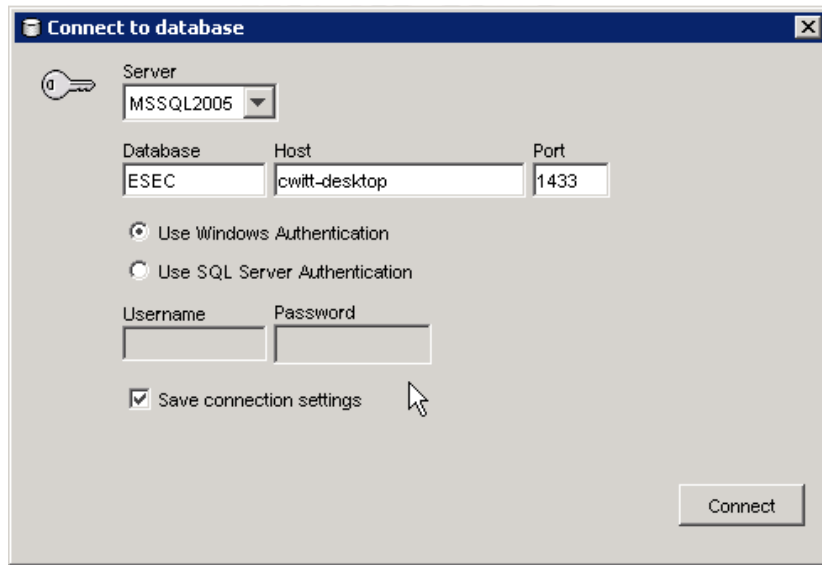 Connect to database
Server
MSSQL2005
Database Host Port
ESEC cwitt-desktop 1433
Use Windows Authentication
Use SQL Server Authentication
Username Password
Save connection settings
Connect